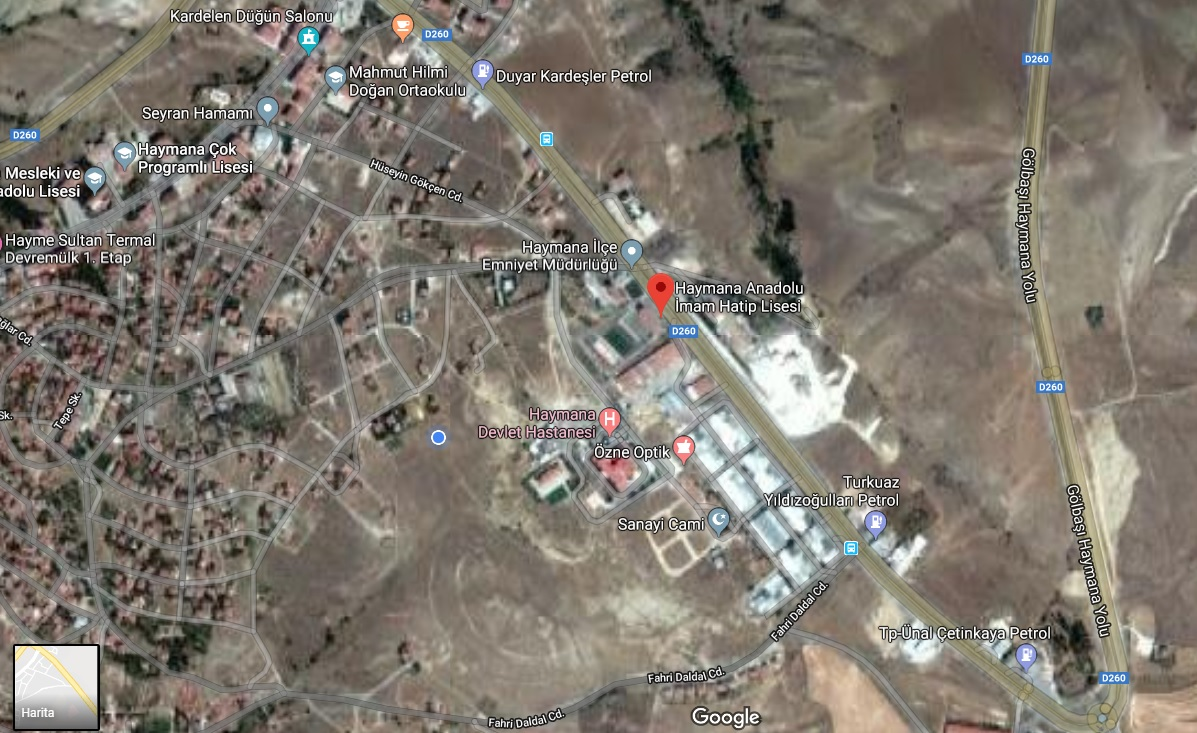 Kardelen Düğün Salonu
D260
Mahmut Hilmi
Doğan Ortaokulu
Duyar Kardeşler Petrol
D260
Seyran Hamamı
D260
Haymana Çok
Programlı Lisesi
Mesleki ve
adolu Lisesi
Hüseyin Gökçen Cd.
Gölbaşı Haymana Yolu
Hayme Sultan Termal
Devremülk 1. Etap
Haymana İlçe
Emniyet Müdürlüğü
Haymana Anadolu
İmam Hatip Lisesi
D260
ağlar Cd.
D260
Tepe Sk.
Sk.
Haymana
Devlet Hastanesi
H
Özne Optik
Turkuaz
Yıldızoğulları Petrol
Sanayi Cami
Gölbaşı Haymana Yolu
Fahri Daldal Cd.
Tp-Ünal Çetinkaya Petrol
Fahri Daldal Cd.
D260
Harita
Fahri Daldal Cd.
Google